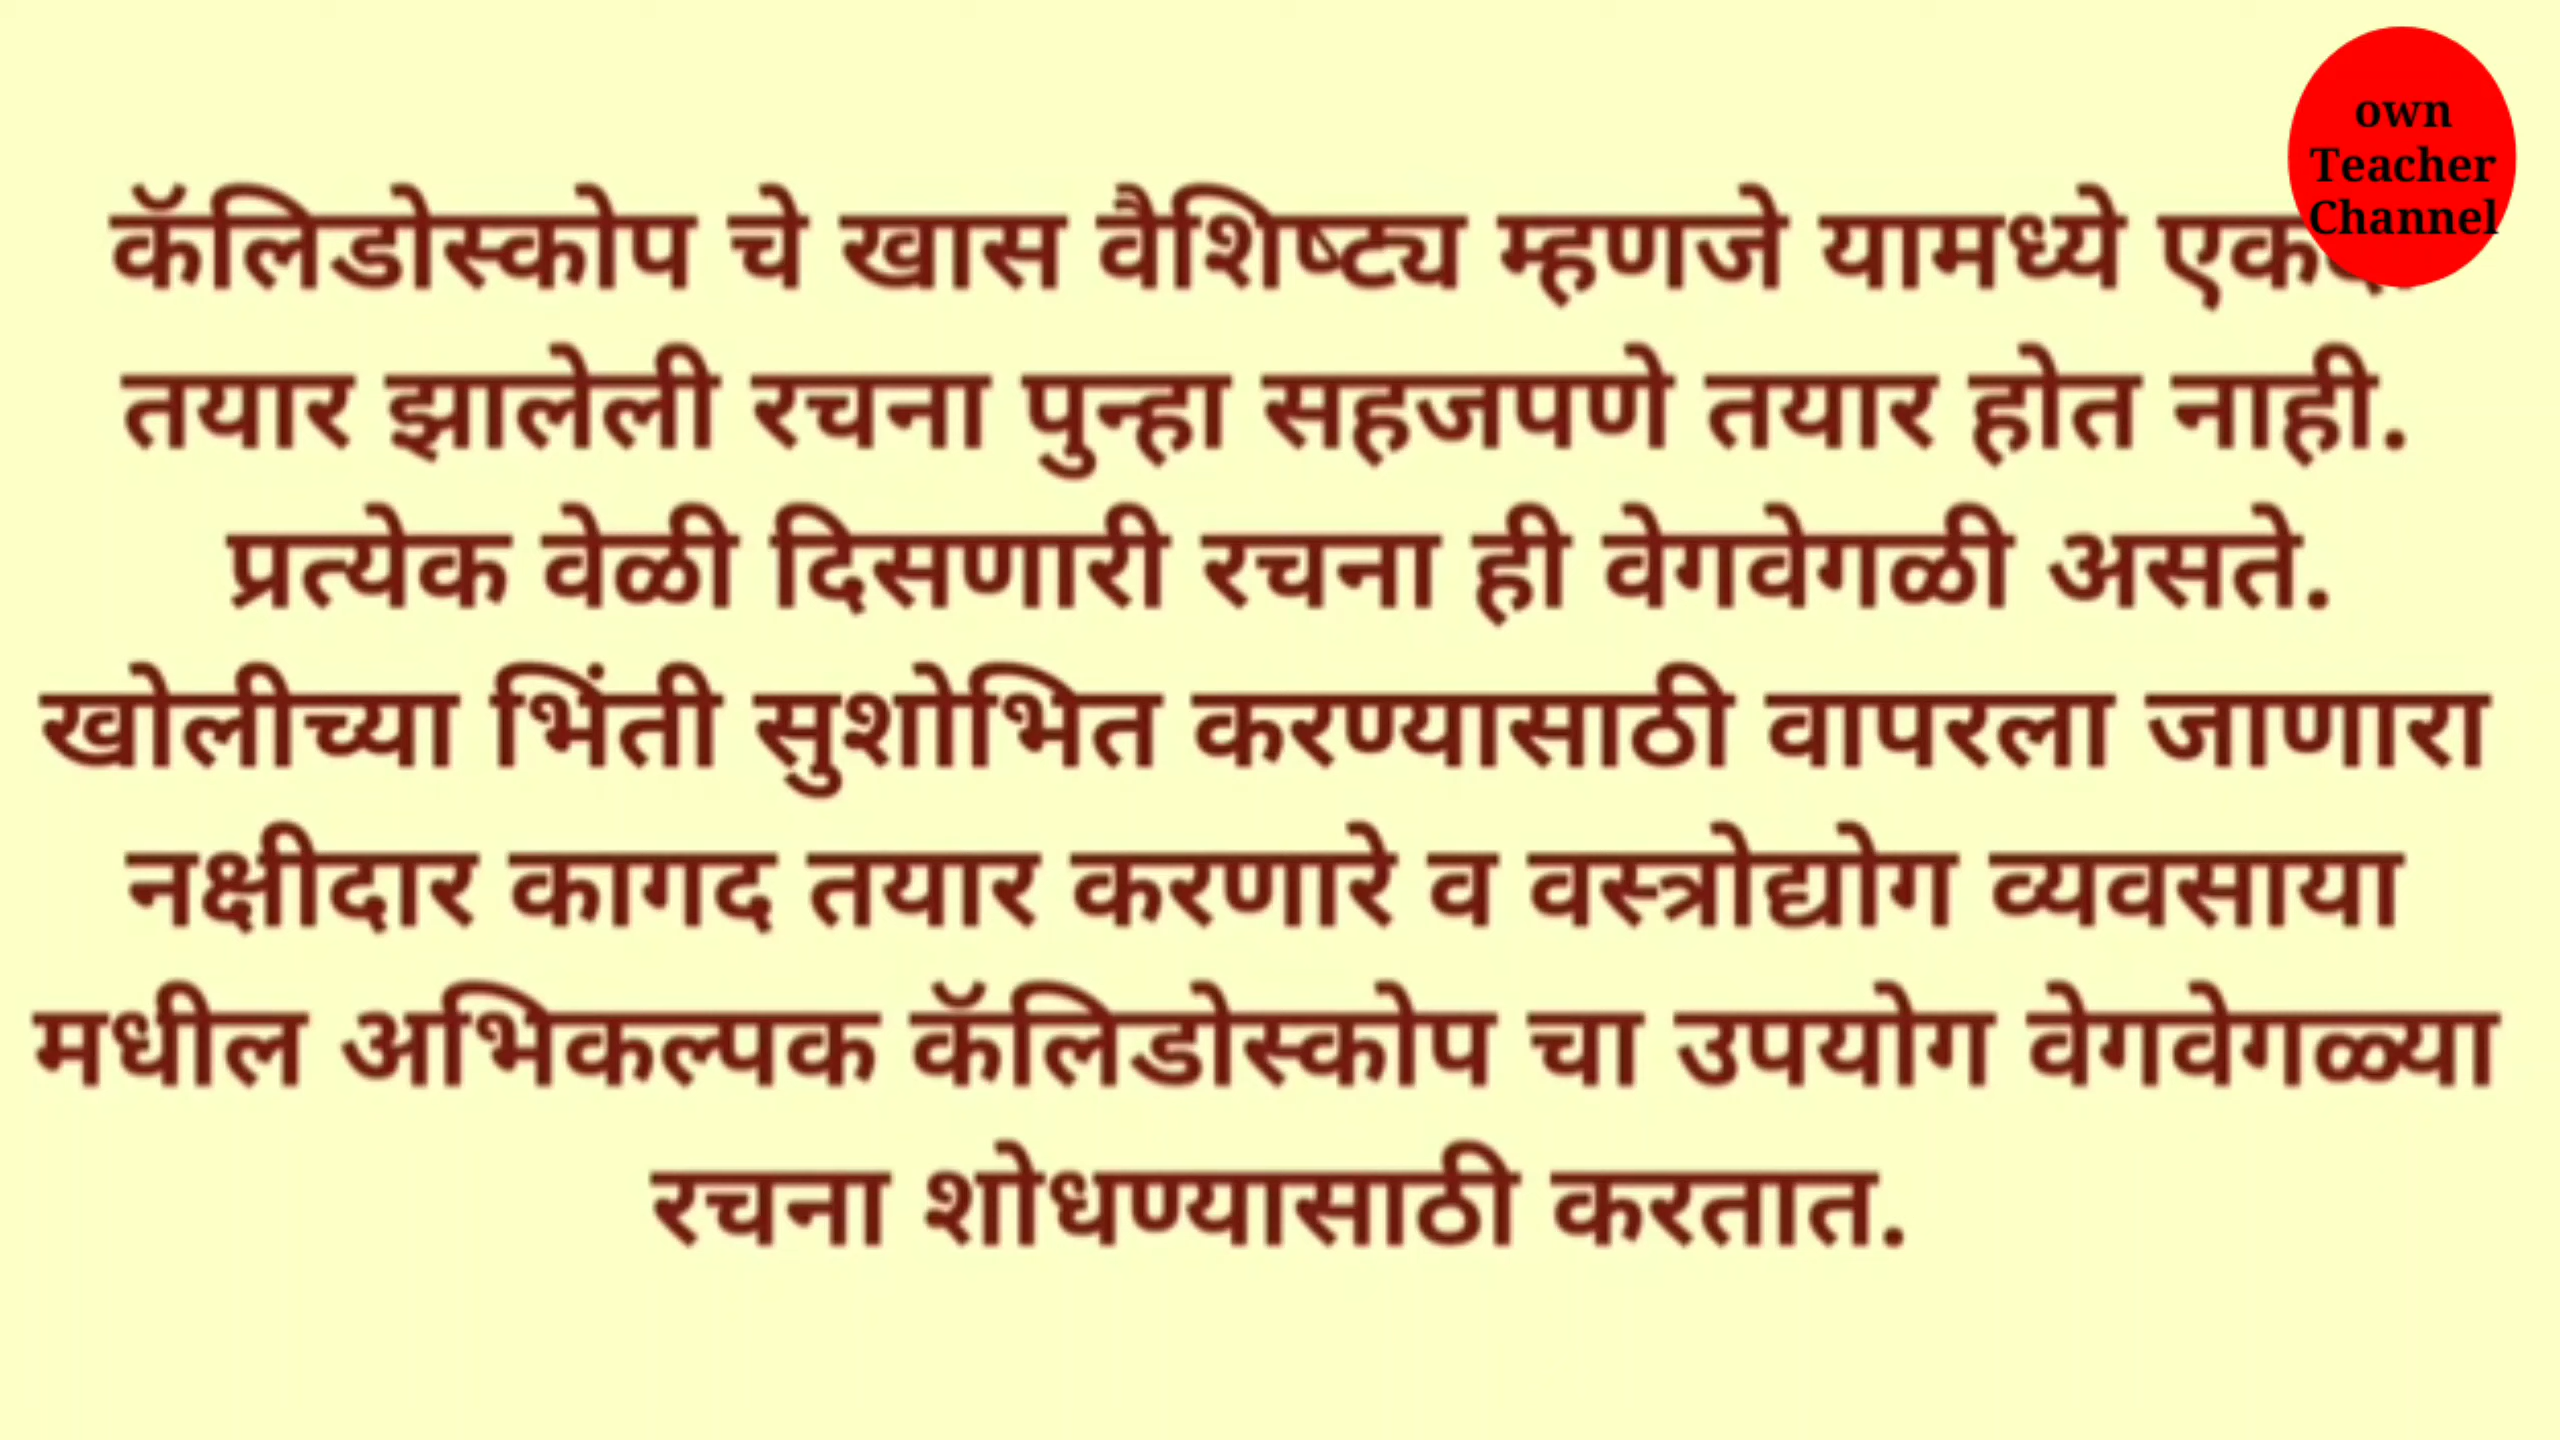 own
Teacher
Channel
कॅलिडोस्कोप चे खास वैशिष्ट्य म्हणजे यामध्ये
तयार झालेली रचना पुन्हा सहजपणे तयार होत नाही.
प्रत्येक वेळी दिसणारी रचना ही वेगवेगळी असते.
खोलीच्या भिंती सुशोभित करण्यासाठी वापरला जाणारा
नक्षीदार कागद तयार करणारे व वस्त्रोद्योग व्यवसाया
मधील अभिकल्पक कॅलिडोस्कोप चा उपयोग वेगवेगळ्या
रचना शोधण्यासाठी करतात.